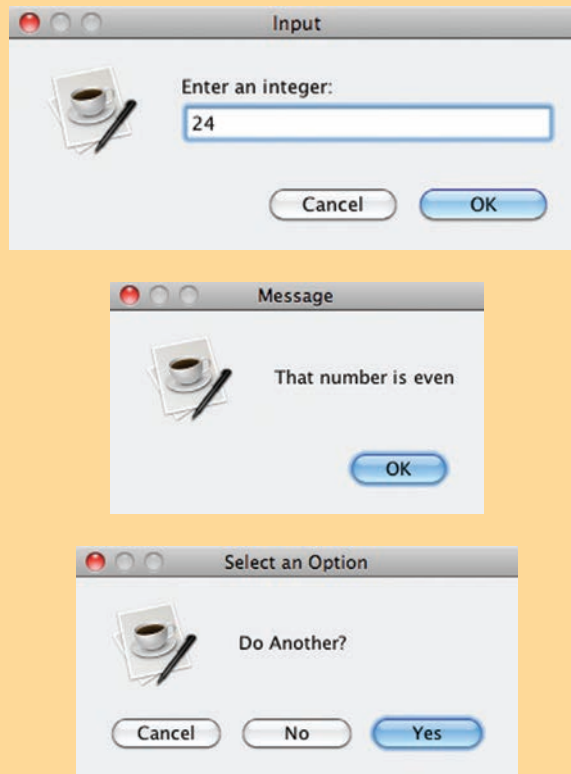 Input
Enter an integer:
24
Cancel OK
Message
That number is even
OK
Select an Option
Do Another?
Cancel No Yes